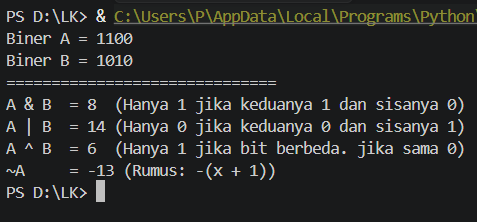 PS D:\LK> & C:\Users\P\AppData\Local\Programs\Python\
Biner A = 1100
Biner B = 1010
==============================
A & B  = 8  (Hanya 1 jika keduanya 1 dan sisanya 0)
A | B  = 14 (Hanya 0 jika keduanya 0 dan sisanya 1)
A ^ B  = 6  (Hanya 1 jika bit berbeda. jika sama 0)
~A     = -13 (Rumus: -(x + 1))
PS D:\LK>